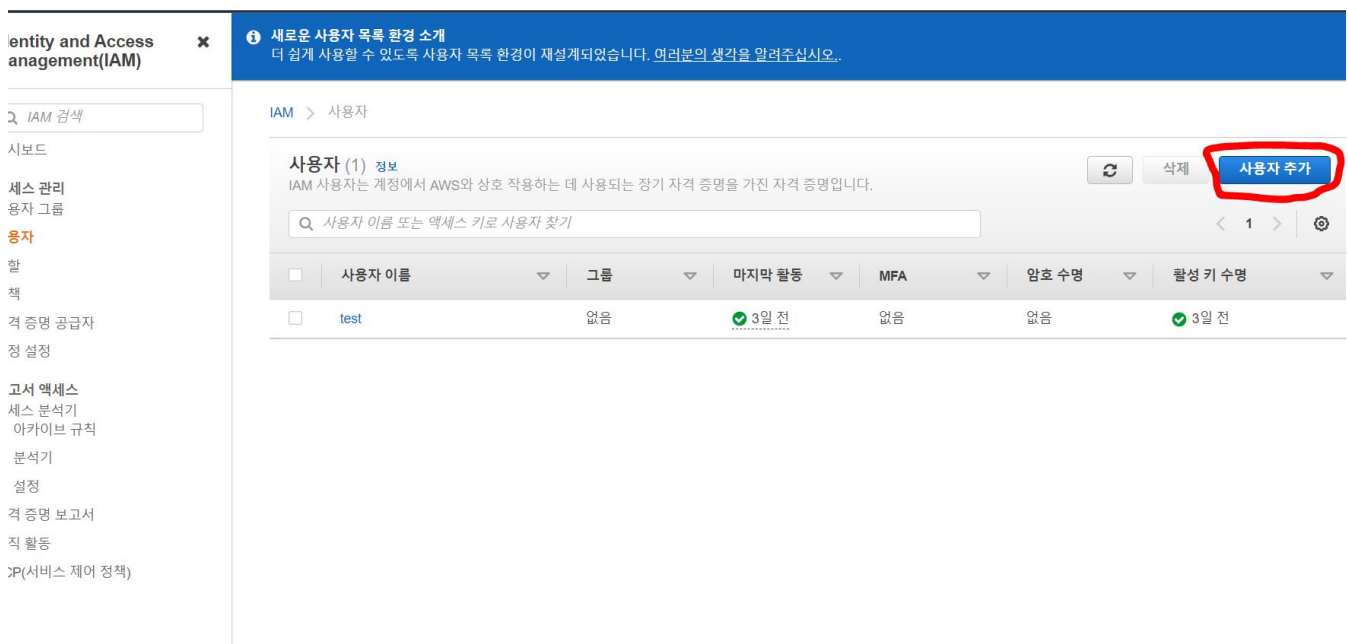 entity and Access
anagement(IAM)
IAM 검색
시보드
세스 관리
용자 그룹
용자
할
책
격 증명 공급자
정 설정
고서 액세스
세스 분석기
아카이브 규칙
분석기
설정
격 증명 보고서
직 활동
CP(서비스 제어 정책)
새로운 사용자 목록 환경 소개
더 쉽게 사용할 수 있도록 사용자 목록 환경이 재설계되었습니다. 여러분의 생각을 알려주십시오..
IAM > 사용자
사용자 (1) 정보
IAM 사용자는 계정에서 AWS와 상호 작용하는 데 사용되는 장기 자격 증명을 가진 자격 증명입니다.
삭제 사용자 추가
사용자 이름 또는 액세스 키로 사용자 찾기
< 1 >
사용자 이름 그룹 마지막 활동 MFA 암호 수명 활성 키 수명
test 없음 3일 전 없음 없음 3일 전